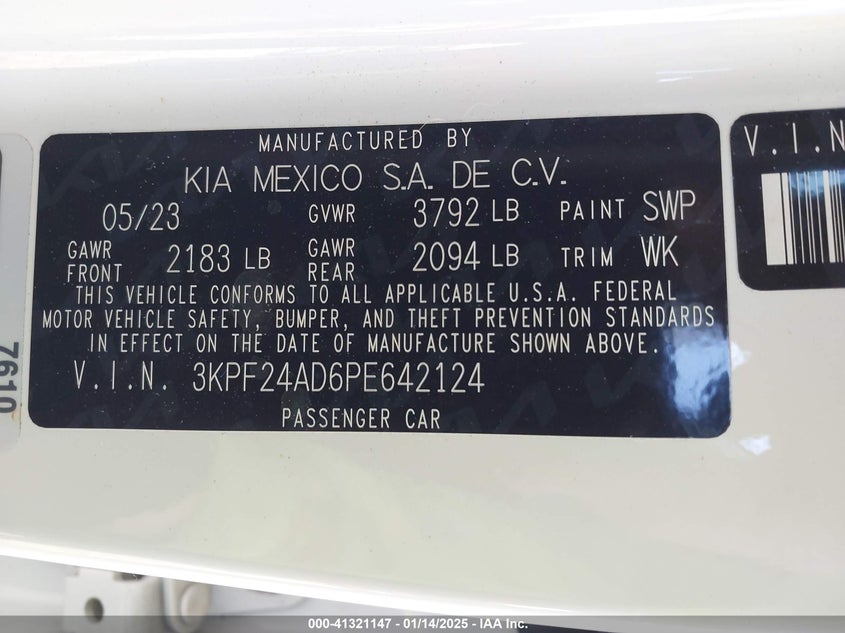 MANUFACTURED BY
KIA MEXICO S.A. DE C.V.
05/23 GVWR 3792 LB PAINT SWP
GAWR FRONT 2183 LB GAWR REAR 2094 LB TRIM WK
THIS VEHICLE CONFORMS TO ALL APPLICABLE U.S.A. FEDERAL
MOTOR VEHICLE SAFETY, BUMPER, AND THEFT PREVENTION STANDARDS
IN EFFECT ON THE DATE OF MANUFACTURE SHOWN ABOVE.
V.I.N. 3KPF24AD6PE642124
PASSENGER CAR
V.I.N
7610
000-41321147 - 01/14/2025 - IAA Inc.